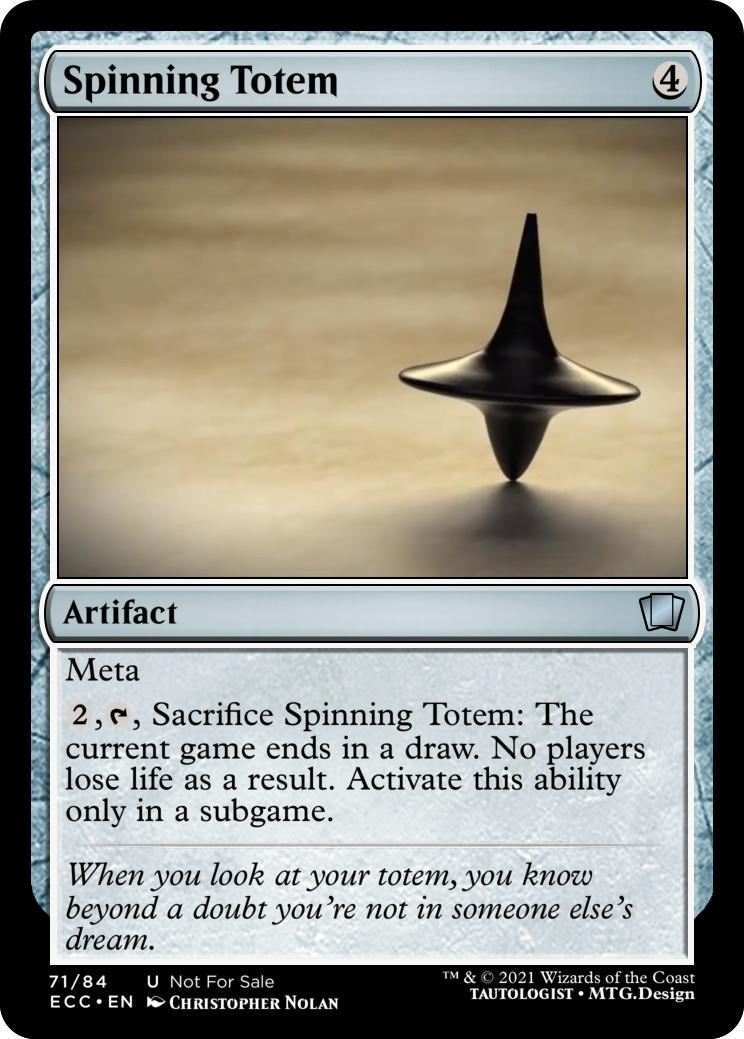 Spinning Totem 4
Artifact
Meta
2, , Sacrifice Spinning Totem: The
current game ends in a draw. No players
lose life as a result. Activate this ability
only in a subgame.
When you look at your totem, you know
beyond a doubt you're not in someone else's
dream.
71/84 U Not For Sale
ECC • EN Christopher Nolan
™ & © 2021 Wizards of the Coast
TAUTOLOGIST • MTG.Design